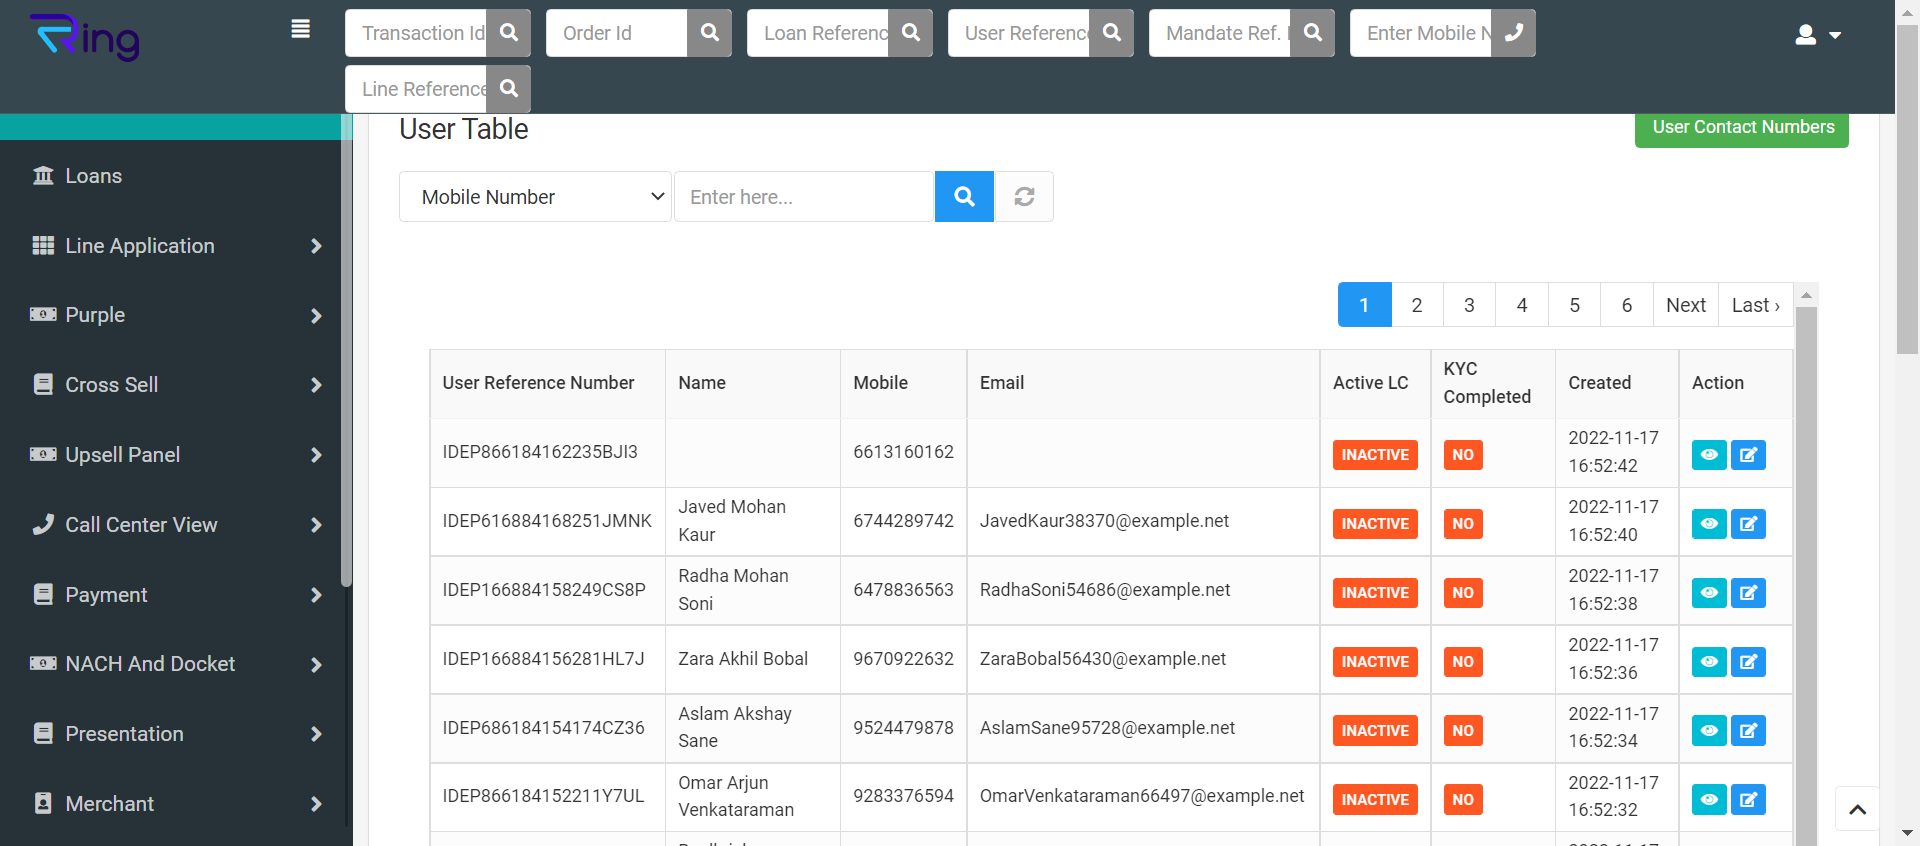 Ring
Transaction Id
Order Id
Loan Referenc
User Referenc
Mandate Ref.
Enter Mobile N
Line Reference
User Table
User Contact Numbers
Loans
Line Application
Purple
Cross Sell
Upsell Panel
Call Center View
Payment
NACH And Docket
Presentation
Merchant
Mobile Number
Enter here...
1 2 3 4 5 6 Next Last ›
User Reference Number Name Mobile Email Active LC KYC Completed Created Action
IDEP866184162235BJI3 6613160162 INACTIVE NO 2022-11-17 16:52:42
IDEP616884168251JMNK Javed Mohan Kaur 6744289742 JavedKaur38370@example.net INACTIVE NO 2022-11-17 16:52:40
IDEP166884158249CS8P Radha Mohan Soni 6478836563 RadhaSoni54686@example.net INACTIVE NO 2022-11-17 16:52:38
IDEP166884156281HL7J Zara Akhil Bobal 9670922632 ZaraBobal56430@example.net INACTIVE NO 2022-11-17 16:52:36
IDEP686184154174CZ36 Aslam Akshay Sane 9524479878 AslamSane95728@example.net INACTIVE NO 2022-11-17 16:52:34
IDEP866184152211Y7UL Omar Arjun Venkataraman 9283376594 OmarVenkataraman66497@example.net INACTIVE NO 2022-11-17 16:52:32